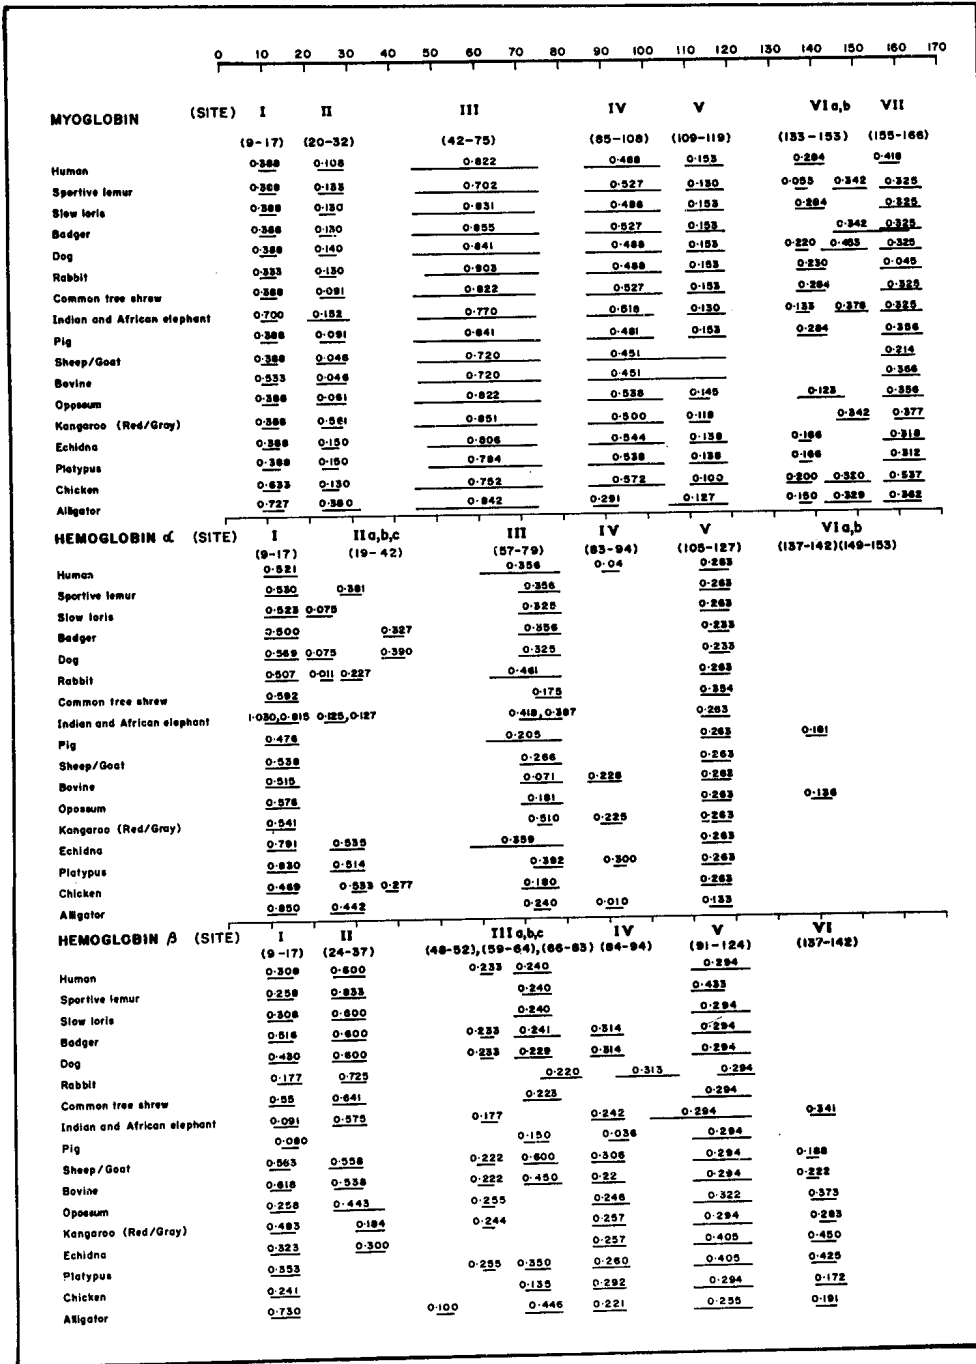 0 10 20 30 40 50 60 70 80 90 100 110 120 130 140 150 160 170
MYOGLOBIN (SITE) I II III IV V VI a,b VII
(9-17) (20-32) (42-75) (85-108) (109-119) (133-153) (155-166)
Human 0·388 0·108 0·822 0·488 0·153 0·284 0·418
Sportive lemur 0·388 0·133 0·702 0·527 0·130 0·053 0·342 0·325
Slow loris 0·388 0·130 0·831 0·488 0·153 0·284 0·325
Badger 0·388 0·130 0·855 0·527 0·153 0·342 0·325
Dog 0·388 0·140 0·841 0·488 0·153 0·220 0·453 0·325
Rabbit 0·333 0·130 0·903 0·488 0·153 0·230 0·045
Common tree shrew 0·388 0·091 0·822 0·527 0·153 0·284 0·325
Indian and African elephant 0·700 0·152 0·770 0·518 0·130 0·133 0·376 0·325
Pig 0·388 0·091 0·841 0·481 0·153 0·284 0·356
Sheep/Goat 0·388 0·046 0·720 0·451 0·214
Bovine 0·533 0·046 0·720 0·451 0·366
Opossum 0·388 0·061 0·822 0·538 0·145 0·123 0·356
Kangaroo (Red/Gray) 0·388 0·561 0·851 0·500 0·118 0·342 0·377
Echidna 0·388 0·150 0·806 0·544 0·138 0·166 0·318
Platypus 0·388 0·150 0·784 0·538 0·138 0·166 0·312
Chicken 0·633 0·130 0·752 0·572 0·100 0·200 0·320 0·537
Alligator 0·727 0·380 0·842 0·291 0·127 0·150 0·329 0·362
HEMOGLOBIN α (SITE) I II a,b,c III IV V VI a,b
(9-17) (19-42) (57-79) (83-94) (105-127) (137-142)(149-153)
Human 0·521 0·356 0·04 0·263
Sportive lemur 0·530 0·381 0·356 0·263
Slow loris 0·523 0·075 0·325 0·263
Badger 0·500 0·327 0·356 0·233
Dog 0·569 0·075 0·390 0·325 0·233
Rabbit 0·507 0·011 0·227 0·461 0·263
Common tree shrew 0·592 0·175 0·354
Indian and African elephant 1·030,0·815 0·125,0·127 0·418,0·387 0·263
Pig 0·476 0·205 0·263 0·181
Sheep/Goat 0·538 0·266 0·263
Bovine 0·515 0·071 0·228 0·263
Opossum 0·576 0·181 0·263 0·136
Kangaroo (Red/Gray) 0·541 0·510 0·225 0·263
Echidna 0·791 0·535 0·359 0·263
Platypus 0·830 0·514 0·392 0·300 0·263
Chicken 0·469 0·533 0·277 0·180 0·263
Alligator 0·850 0·442 0·240 0·010 0·133
HEMOGLOBIN β (SITE) I II III a,b,c IV V VI
(9-17) (24-37) (48-52),(59-64),(66-83) (84-94) (91-124) (137-142)
Human 0·308 0·600 0·233 0·240 0·294
Sportive lemur 0·258 0·833 0·240 0·433
Slow loris 0·308 0·600 0·240 0·294
Badger 0·516 0·600 0·233 0·241 0·314 0·294
Dog 0·430 0·600 0·233 0·229 0·314 0·294
Rabbit 0·177 0·725 0·220 0·313 0·294
Common tree shrew 0·55 0·641 0·223 0·294
Indian and African elephant 0·091 0·575 0·177 0·242 0·294 0·341
Pig 0·080 0·150 0·036 0·294
Sheep/Goat 0·563 0·558 0·222 0·600 0·306 0·294 0·188
Bovine 0·618 0·538 0·222 0·450 0·22 0·294 0·222
Opossum 0·258 0·443 0·255 0·246 0·322 0·373
Kangaroo (Red/Gray) 0·483 0·184 0·244 0·257 0·294 0·283
Echidna 0·323 0·300 0·257 0·405 0·450
Platypus 0·353 0·255 0·350 0·260 0·405 0·425
Chicken 0·241 0·135 0·292 0·294 0·172
Alligator 0·730 0·100 0·446 0·221 0·255 0·191